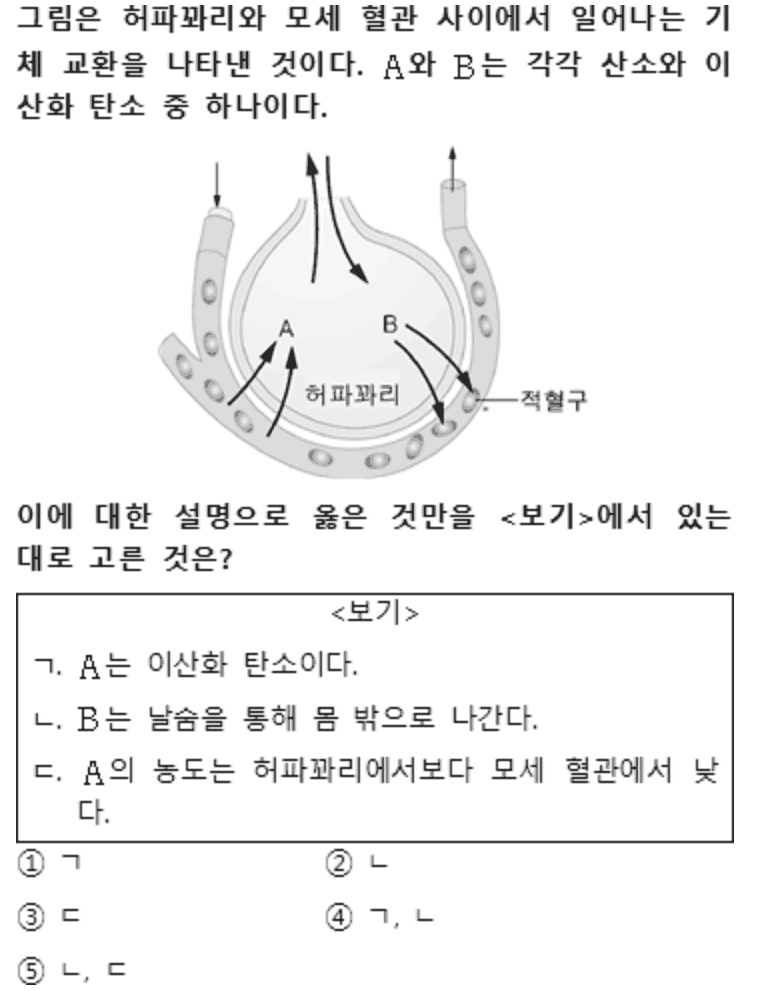 그림은 허파꽈리와 모세 혈관 사이에서 일어나는 기
체 교환을 나타낸 것이다. A와 B는 각각 산소와 이
산화 탄소 중 하나이다.
A
B
허파꽈리
적혈구
이에 대한 설명으로 옳은 것만을 <보기>에서 있는
대로 고른 것은?
<보기>
ㄱ. A는 이산화 탄소이다.
ㄴ. B는 날숨을 통해 몸 밖으로 나간다.
ㄷ. A의 농도는 허파꽈리에서보다 모세 혈관에서 낮
다.
① ㄱ ② ㄴ
③ ㄷ ④ ㄱ, ㄴ
⑤ ㄴ, ㄷ